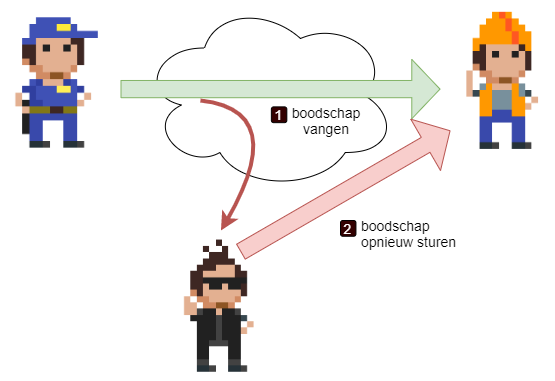 1 boodschap
vangen
2 boodschap
opnieuw sturen